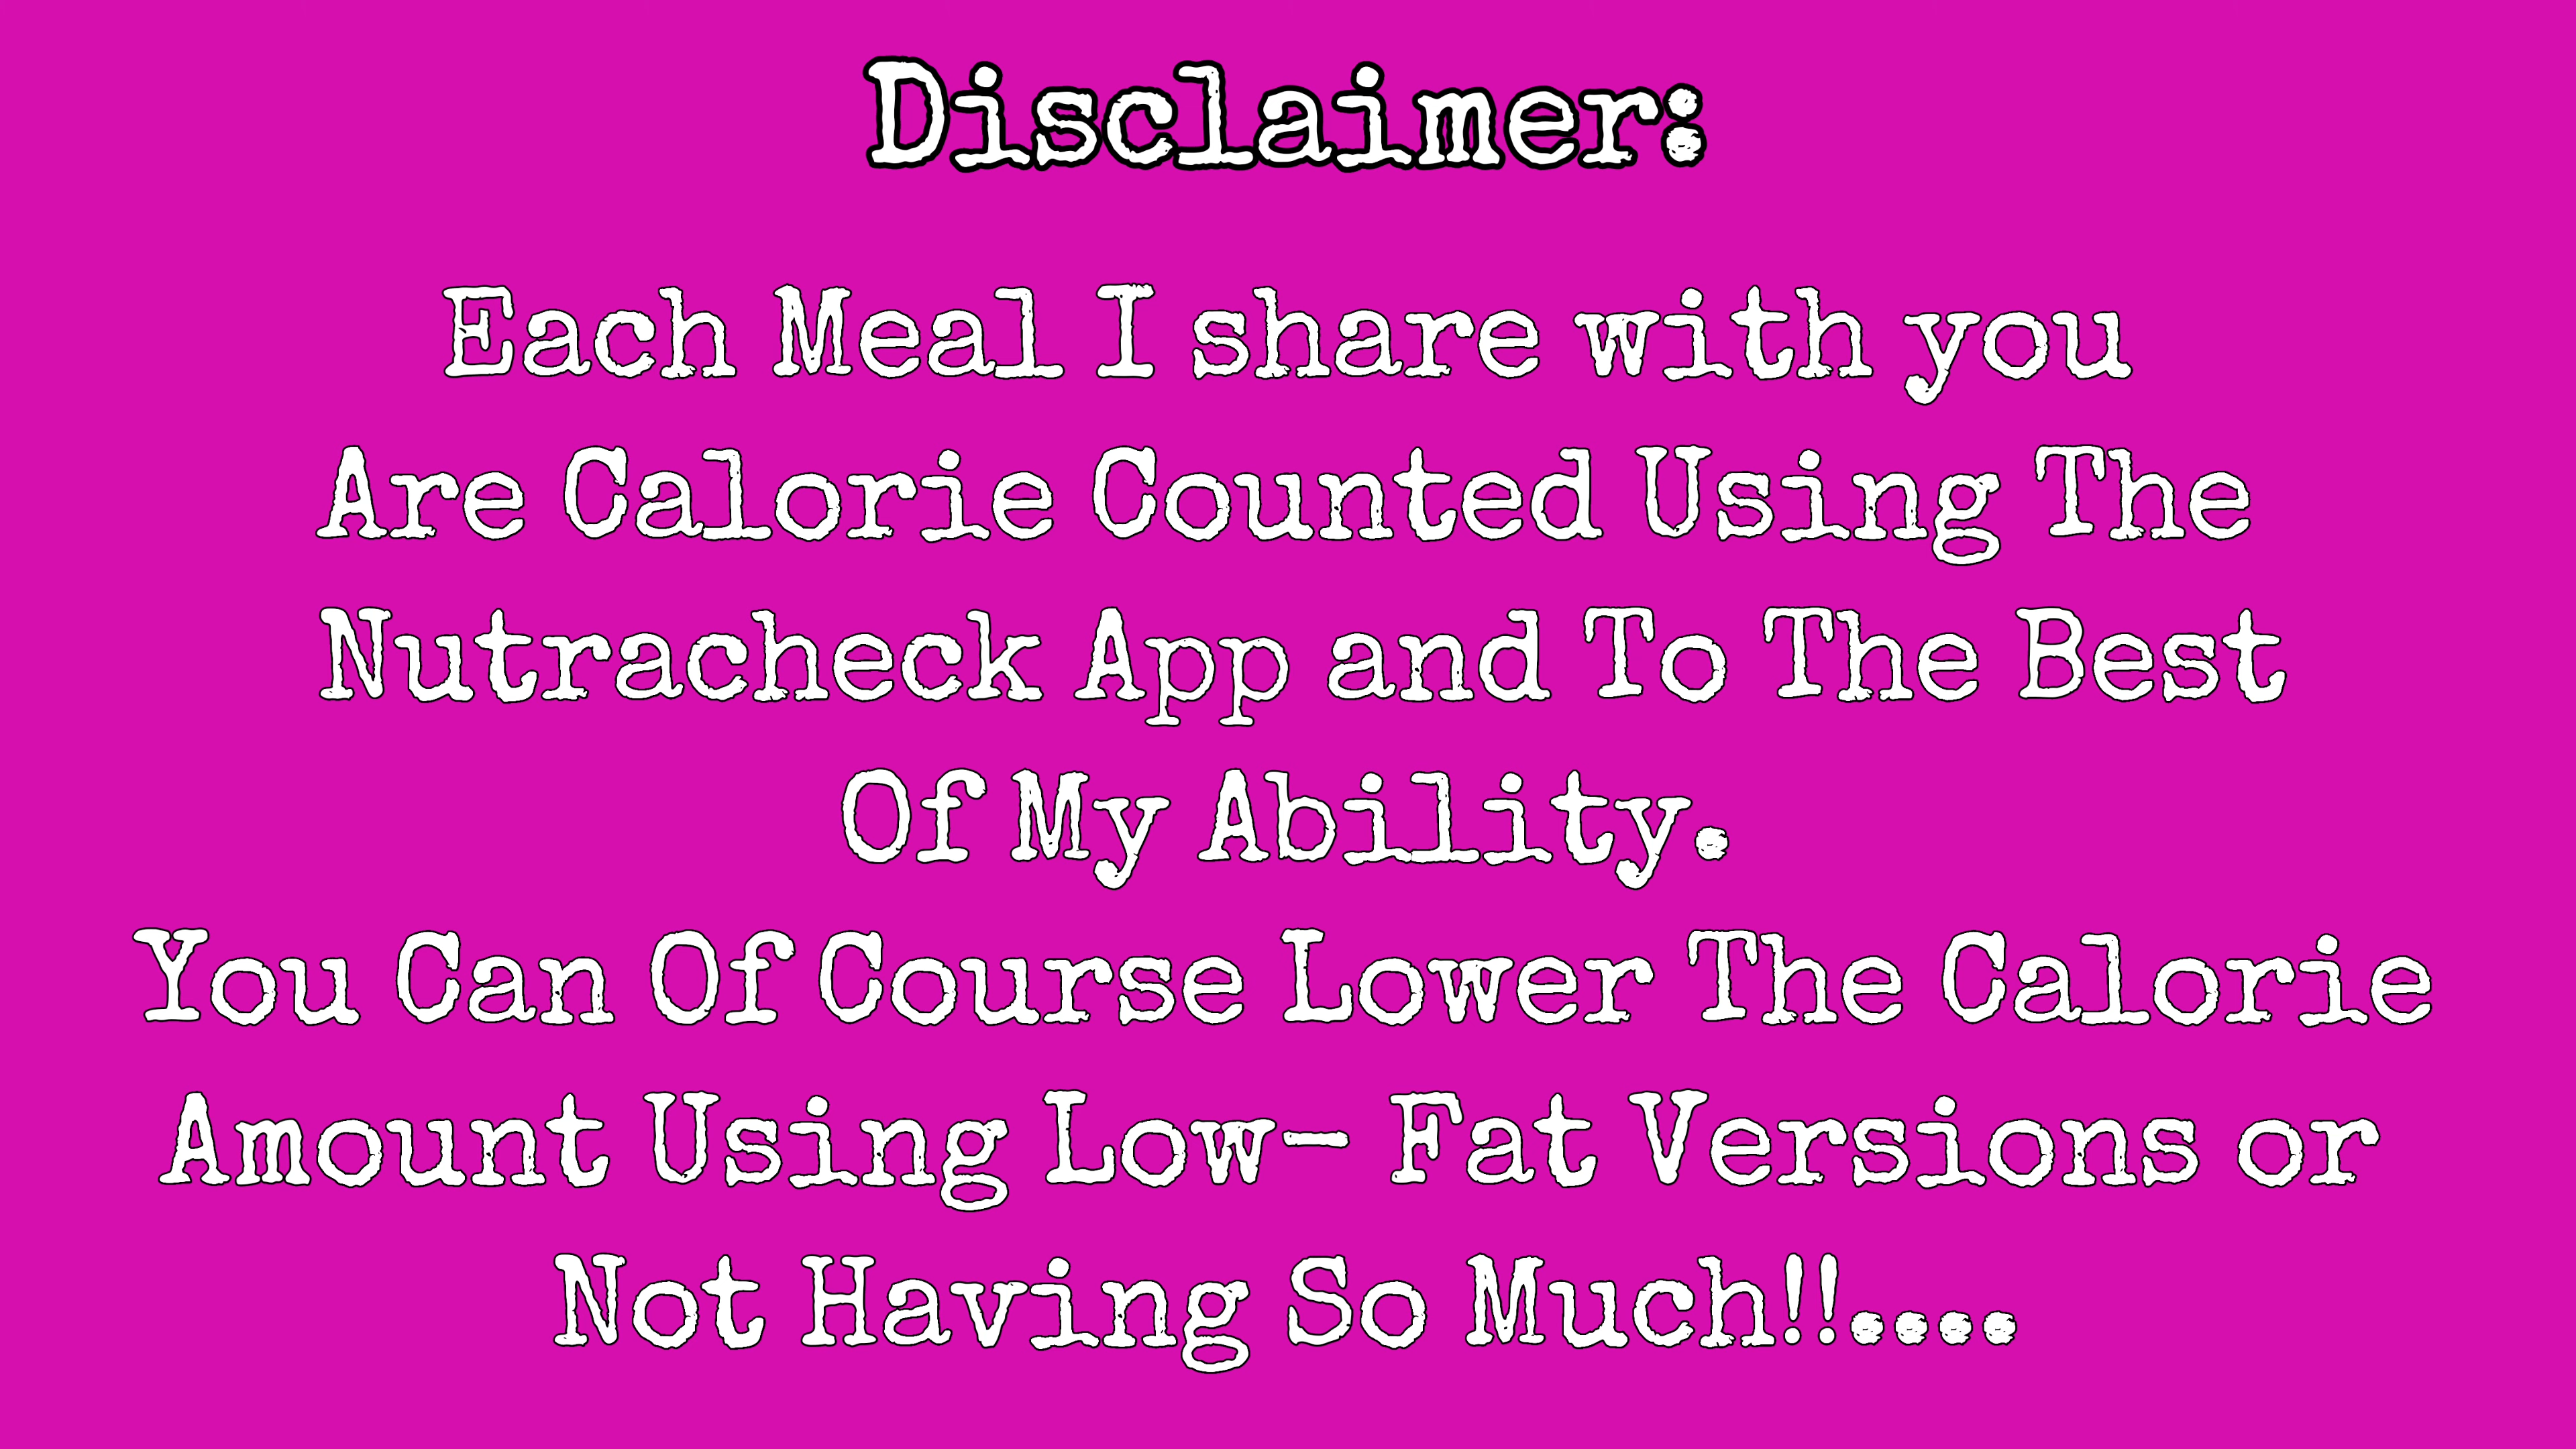 Disclaimer:
Each Meal I share with you
Are Calorie Counted Using The
Nutracheck App and To The Best
Of My Ability.
You Can Of Course Lower The Calorie
Amount Using Low- Fat Versions or
Not Having So Much!!....